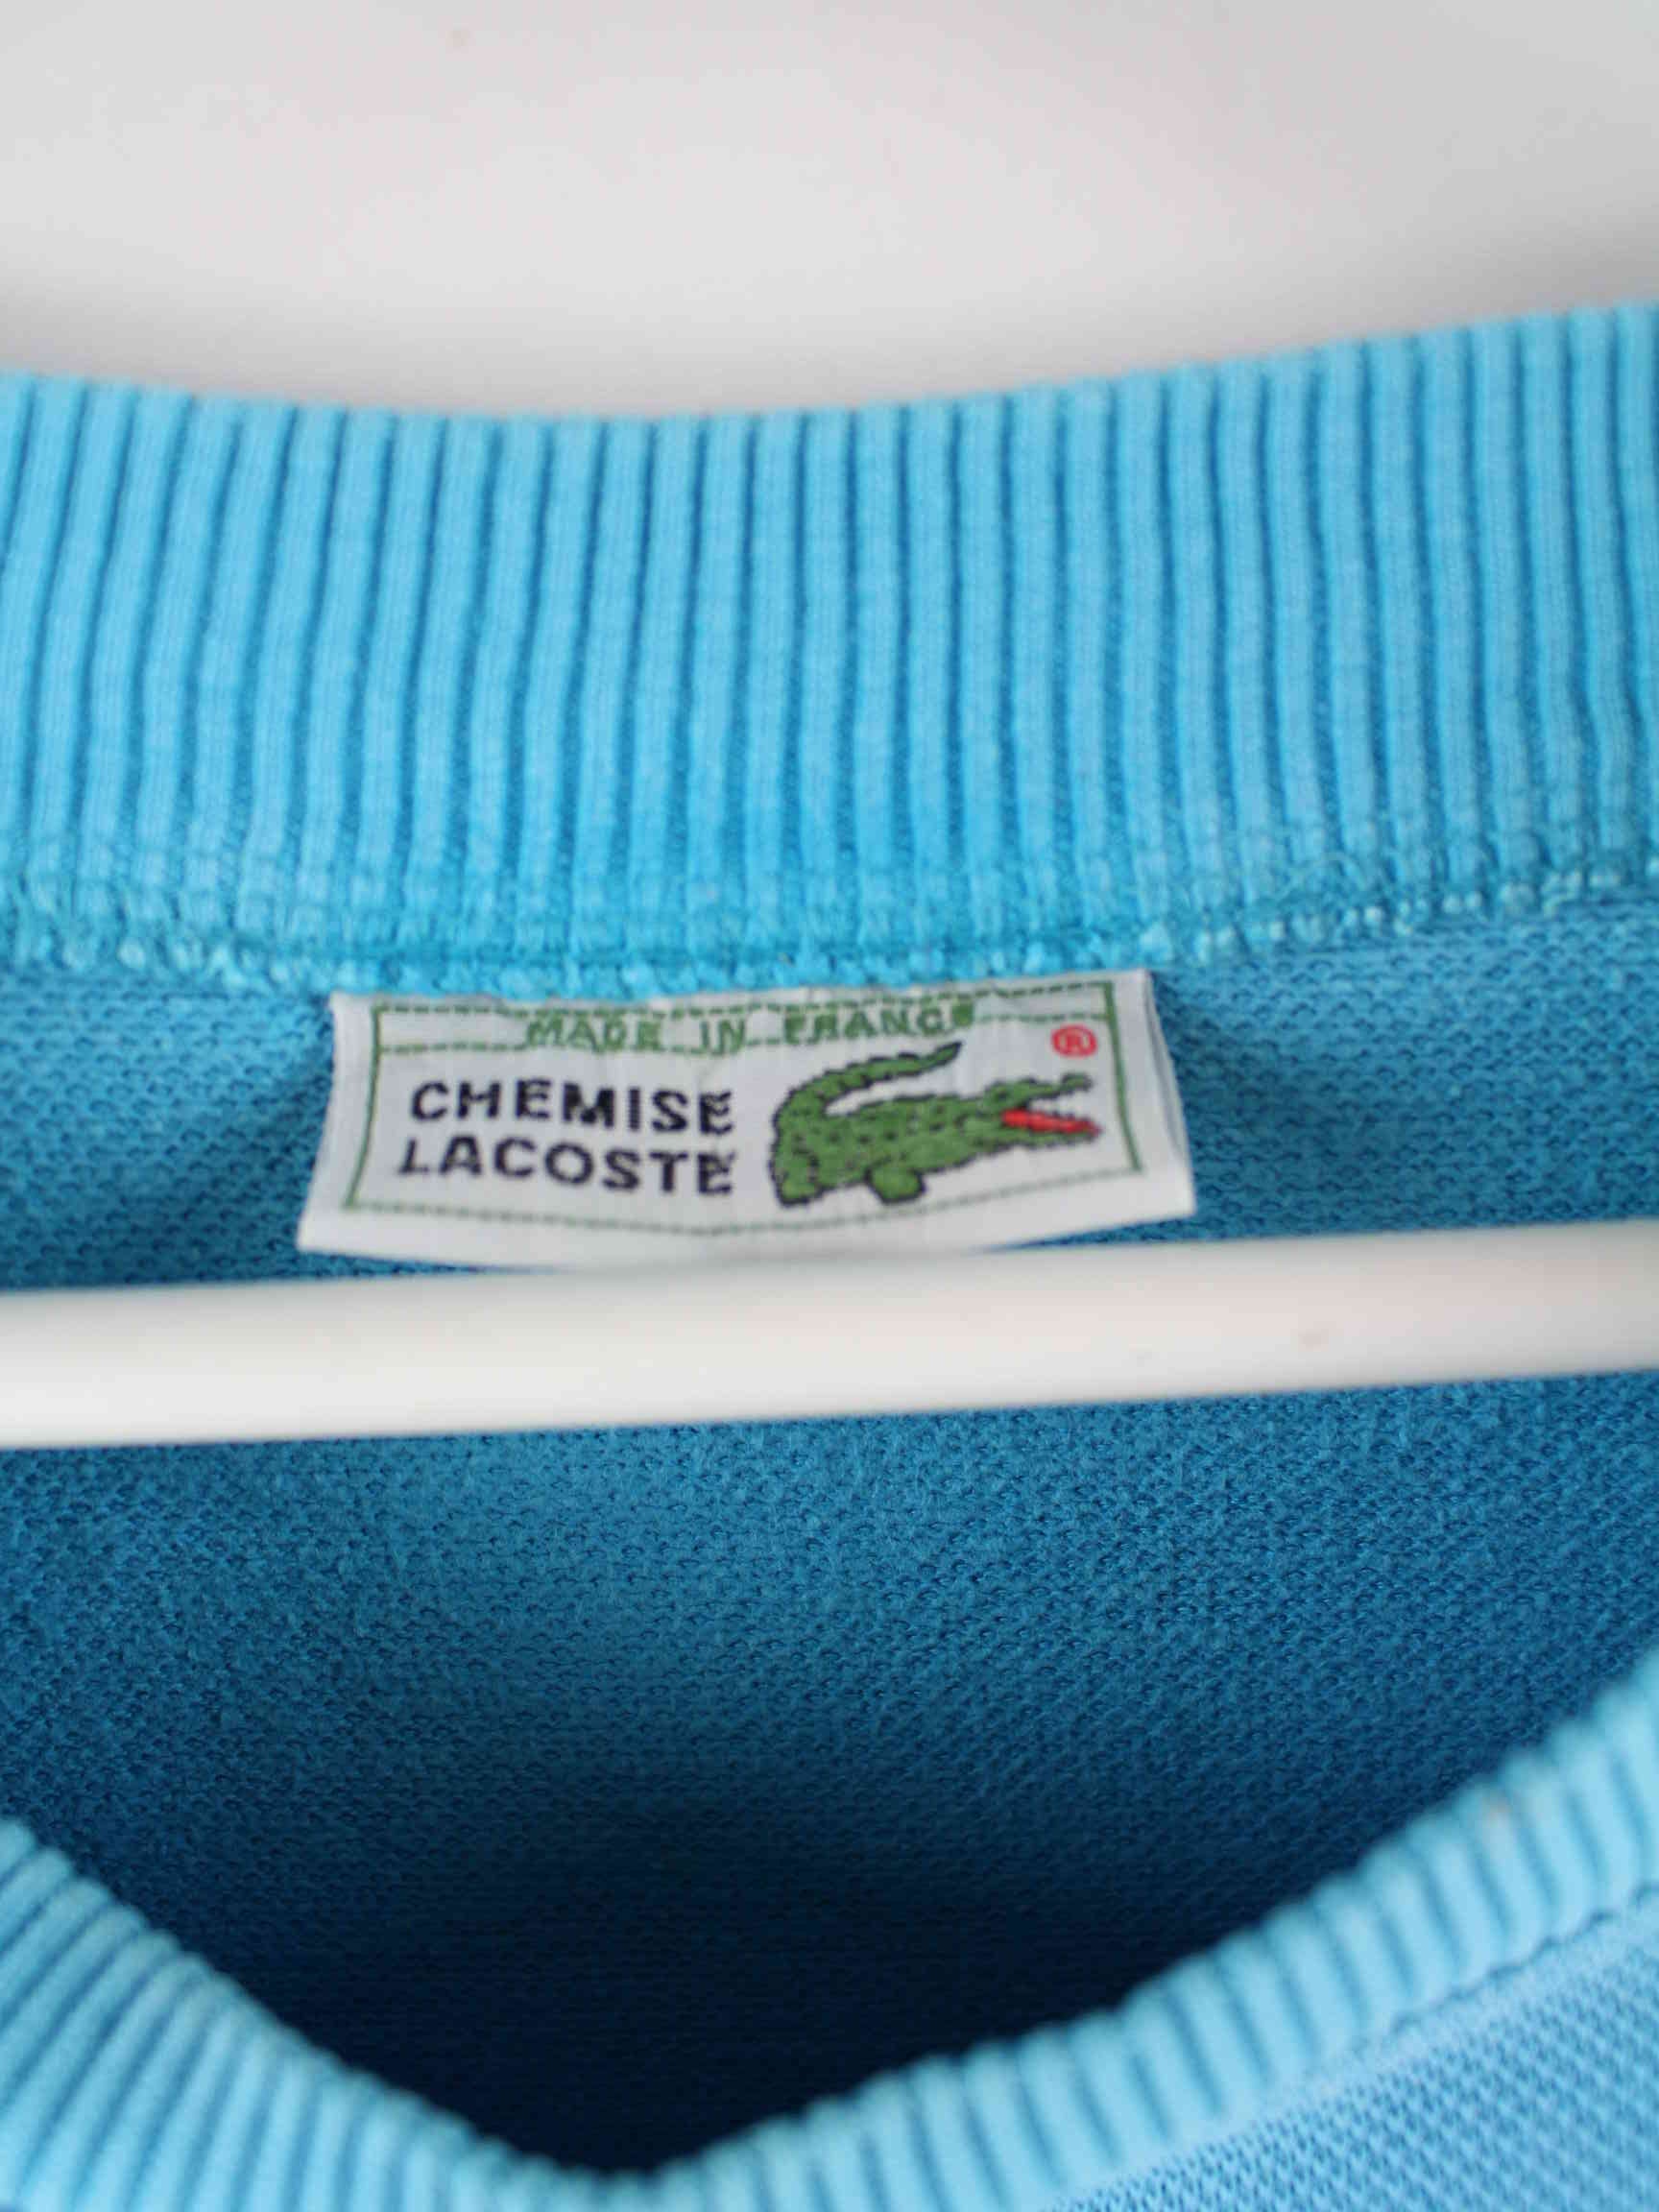 MADE IN FRANCE
®
CHEMISE
LACOSTE